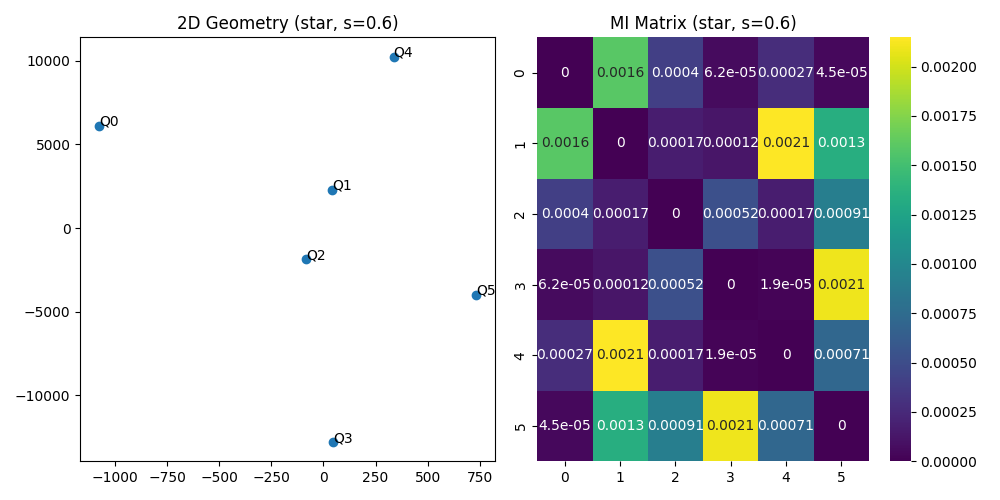 2D Geometry (star, s=0.6)
10000
5000
0
−5000
−10000
−1000
−750
−500
−250
0
250
500
750
Q4
Q0
Q1
Q2
Q5
Q3
MI Matrix (star, s=0.6)
0 0 0.0016 0.0004 6.2e-05 0.00027 4.5e-05
1 0.0016 0 0.00017 0.00012 0.0021 0.0013
2 0.0004 0.00017 0 0.00052 0.00017 0.00091
3 6.2e-05 0.00012 0.00052 0 1.9e-05 0.0021
4 0.00027 0.0021 0.00017 1.9e-05 0 0.00071
5 4.5e-05 0.0013 0.00091 0.0021 0.00071 0
0 1 2 3 4 5
0.00200
0.00175
0.00150
0.00125
0.00100
0.00075
0.00050
0.00025
0.00000